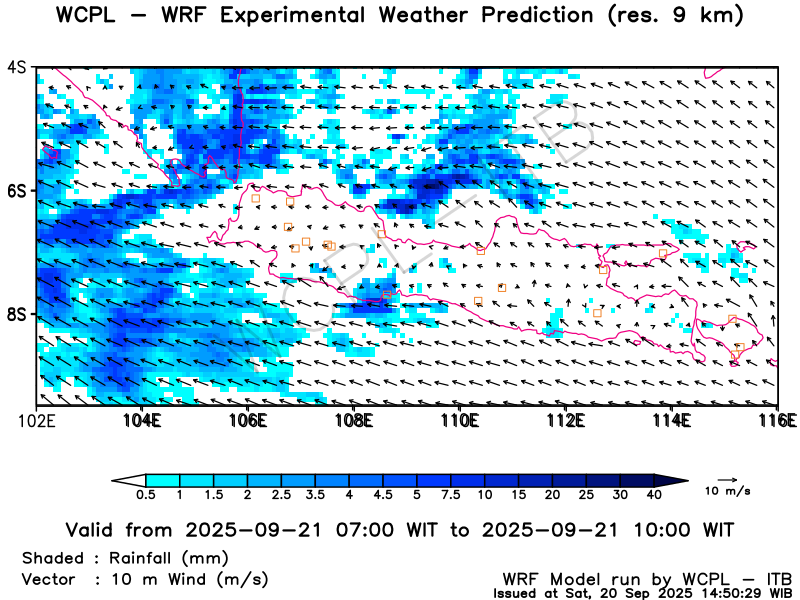 WCPL − WRF Experimental Weather Prediction (res. 9 km)
4S
6S
8S
102E 104E 106E 108E 110E 112E 114E 116E
WCPL ITB
0.5 1 1.5 2 2.5 3.5 4 4.5 5 7.5 10 15 20 25 30 40
10 m/s
Valid from 2025−09−21 07:00 WIT to 2025−09−21 10:00 WIT
Shaded : Rainfall (mm)
Vector : 10 m Wind (m/s)
WRF Model run by WCPL − ITB
Issued at Sat, 20 Sep 2025 14:50:29 WIB